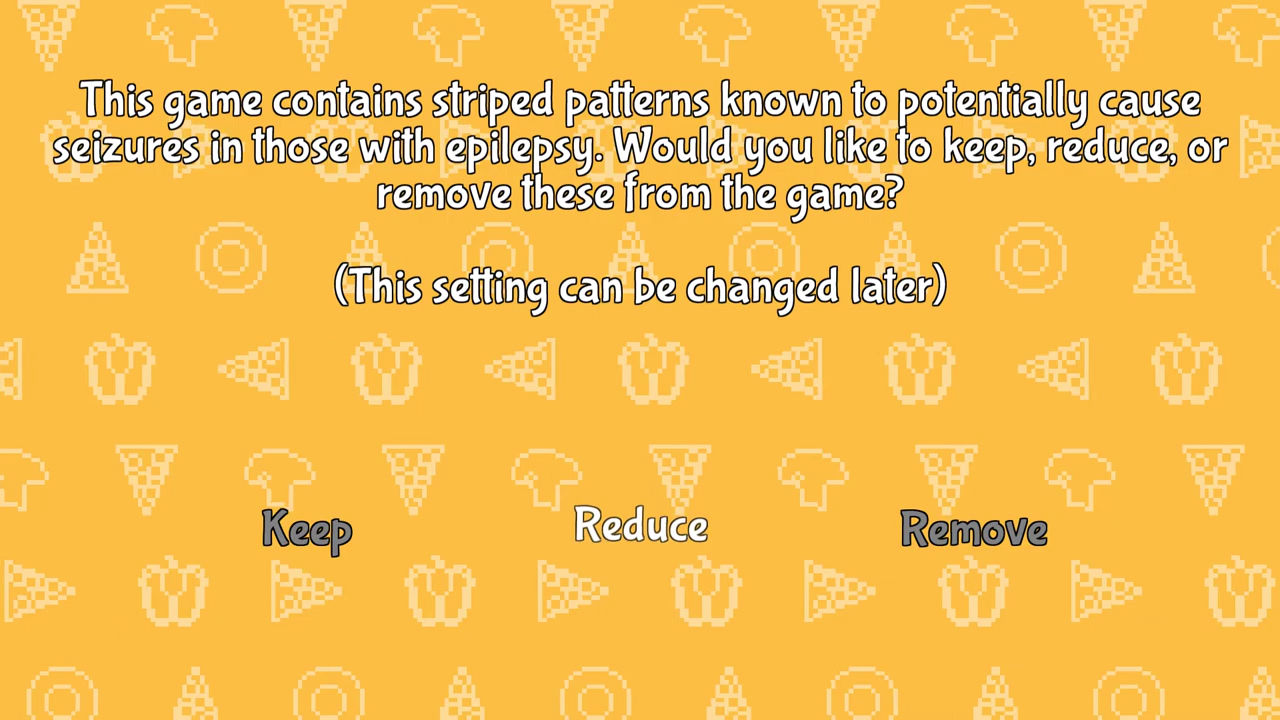 This game contains striped patterns known to potentially cause
seizures in those with epilepsy. Would you like to keep, reduce, or
remove these from the game?
(This setting can be changed later)
Keep Reduce Remove